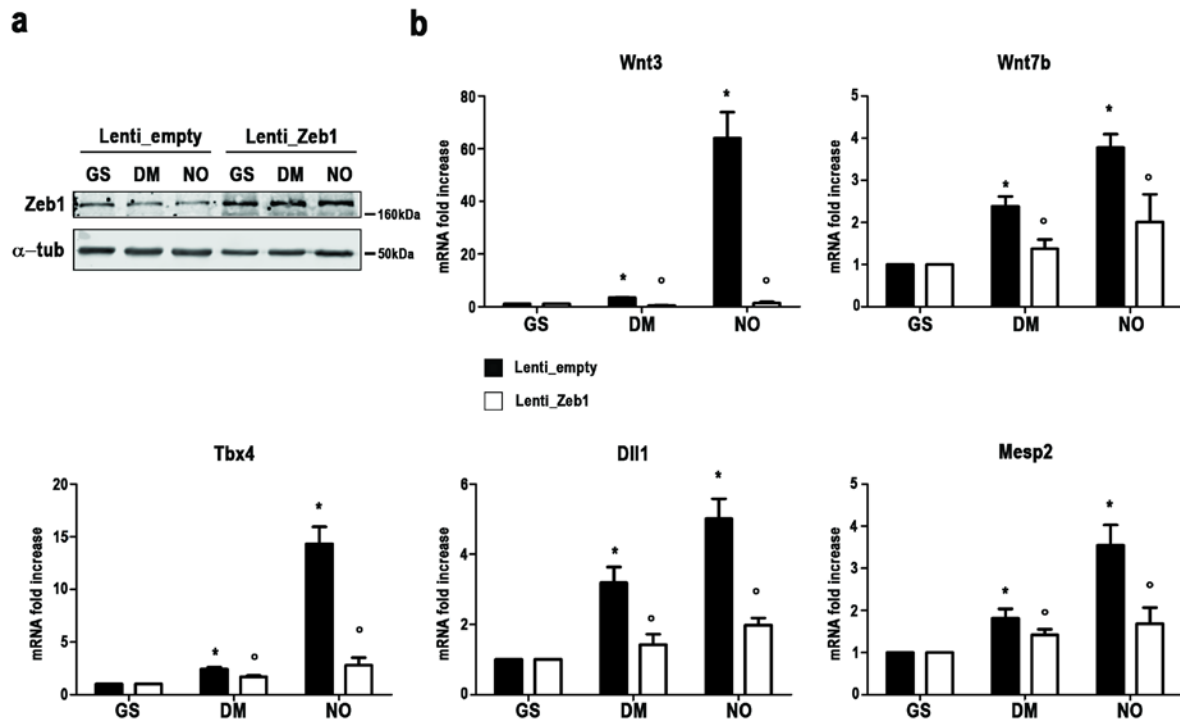 a
Lenti_empty Lenti_Zeb1
GS DM NO GS DM NO
Zeb1
160kDa
α–tub
50kDa
b
Wnt3
mRNA fold increase
80
60
40
20
0
* * ° ° 
GS DM NO
Wnt7b
mRNA fold increase
5
4
3
2
1
0
* ° * °
GS DM NO
Lenti_empty
Lenti_Zeb1
Tbx4
mRNA fold increase
20
15
10
5
0
* ° * °
GS DM NO
Dll1
mRNA fold increase
6
4
2
0
* ° * °
GS DM NO
Mesp2
mRNA fold increase
5
4
3
2
1
0
* ° * °
GS DM NO